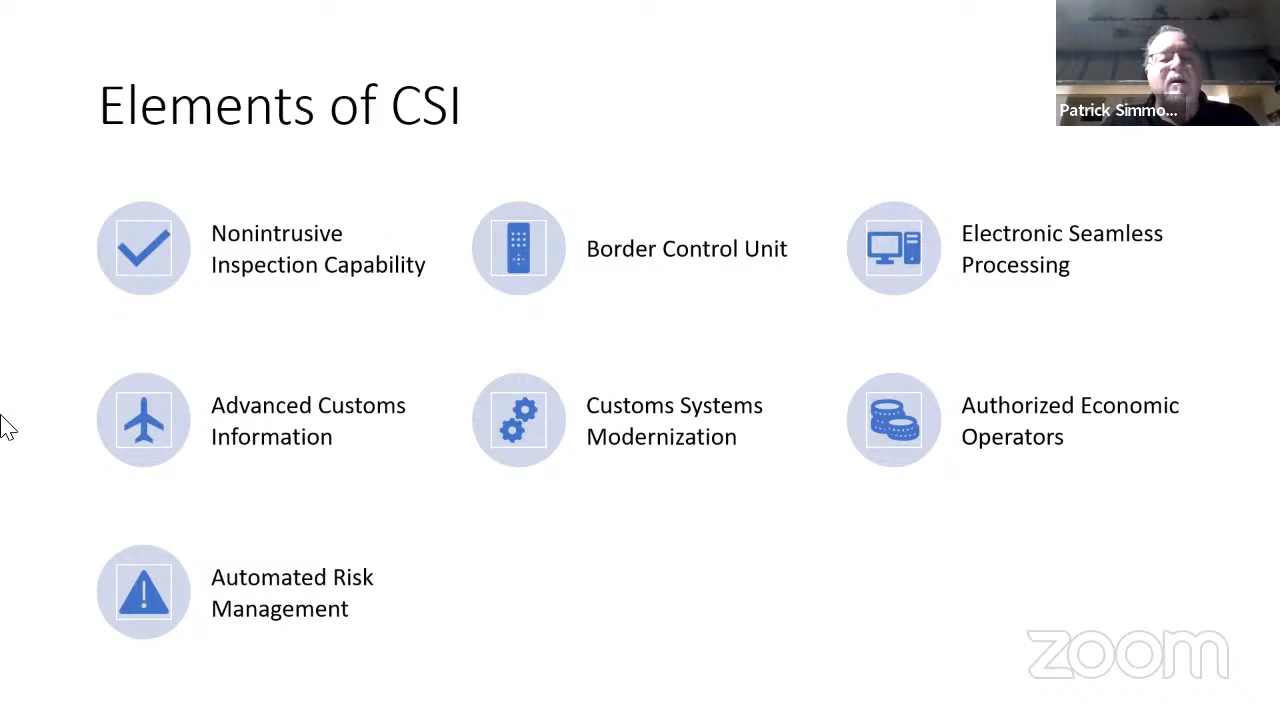 Elements of CSI
Patrick Simmo...
Nonintrusive
Inspection Capability
Border Control Unit
Electronic Seamless
Processing
Advanced Customs
Information
Customs Systems
Modernization
Authorized Economic
Operators
Automated Risk
Management
zoom